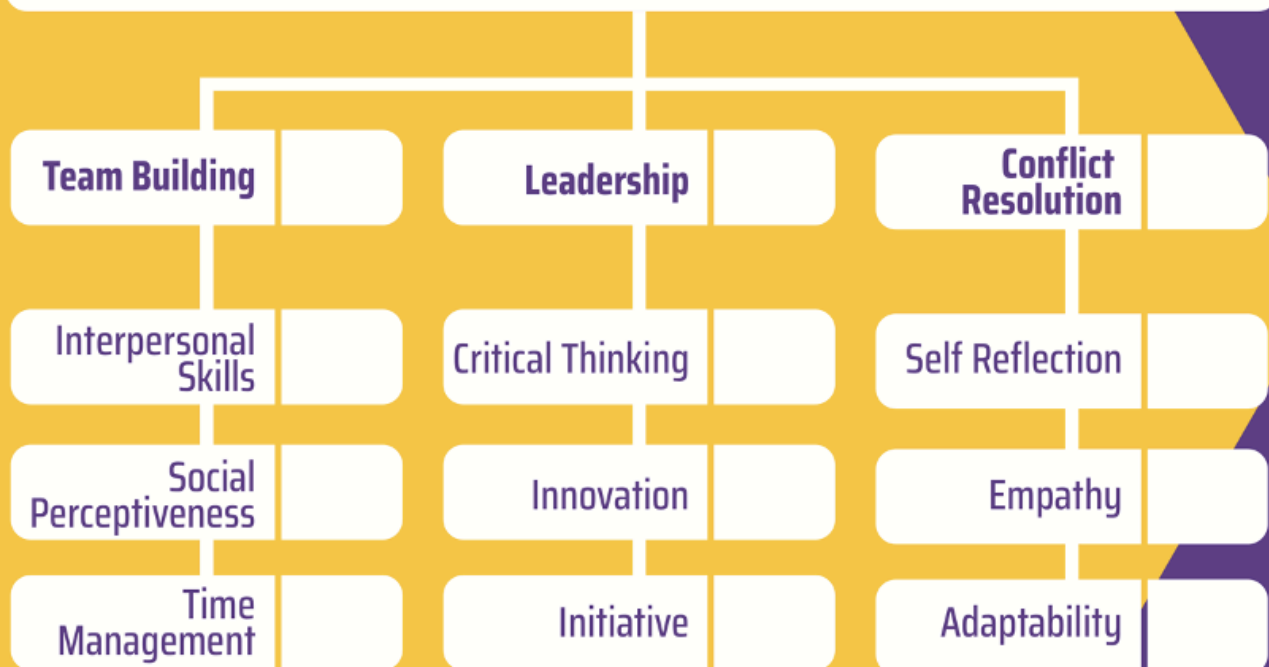 Team Building
Leadership
Conflict
Resolution
Interpersonal
Skills
Critical Thinking
Self Reflection
Social
Perceptiveness
Innovation
Empathy
Time
Management
Initiative
Adaptability